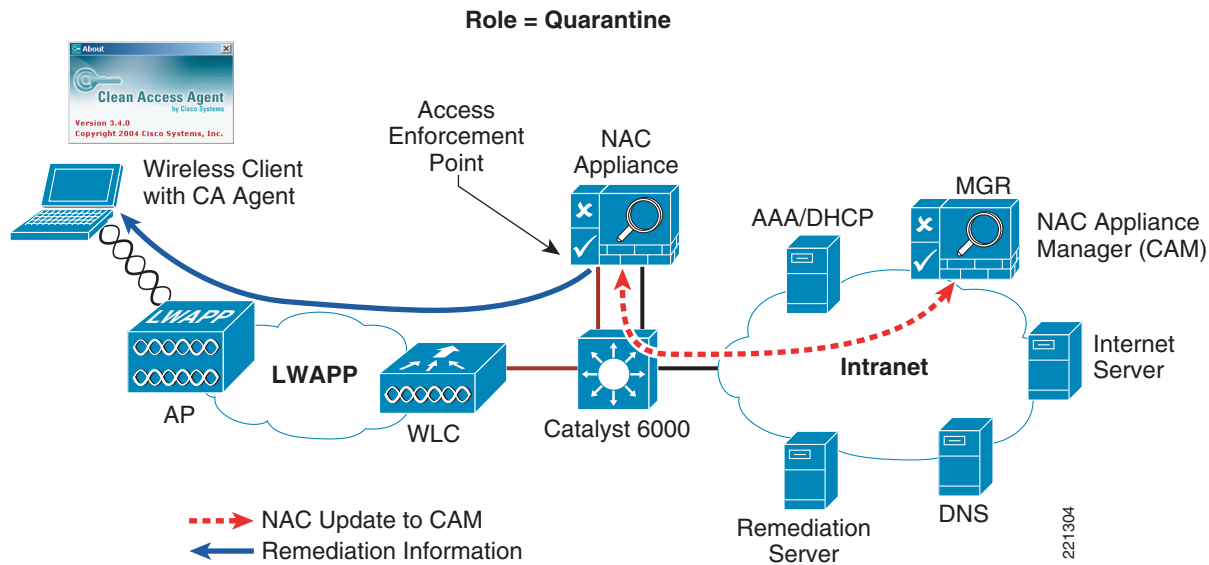 Role = Quarantine
About
Clean Access Agent
by Cisco Systems
Version 3.4.0
Copyright 2004 Cisco Systems, Inc.
Wireless Client
with CA Agent
Access
Enforcement
Point
NAC
Appliance
MGR
NAC Appliance
Manager (CAM)
AAA/DHCP
Internet
Server
Intranet
LWAPP
AP
LWAPP
WLC
Catalyst 6000
Remediation
Server
DNS
NAC Update to CAM
Remediation Information
221304